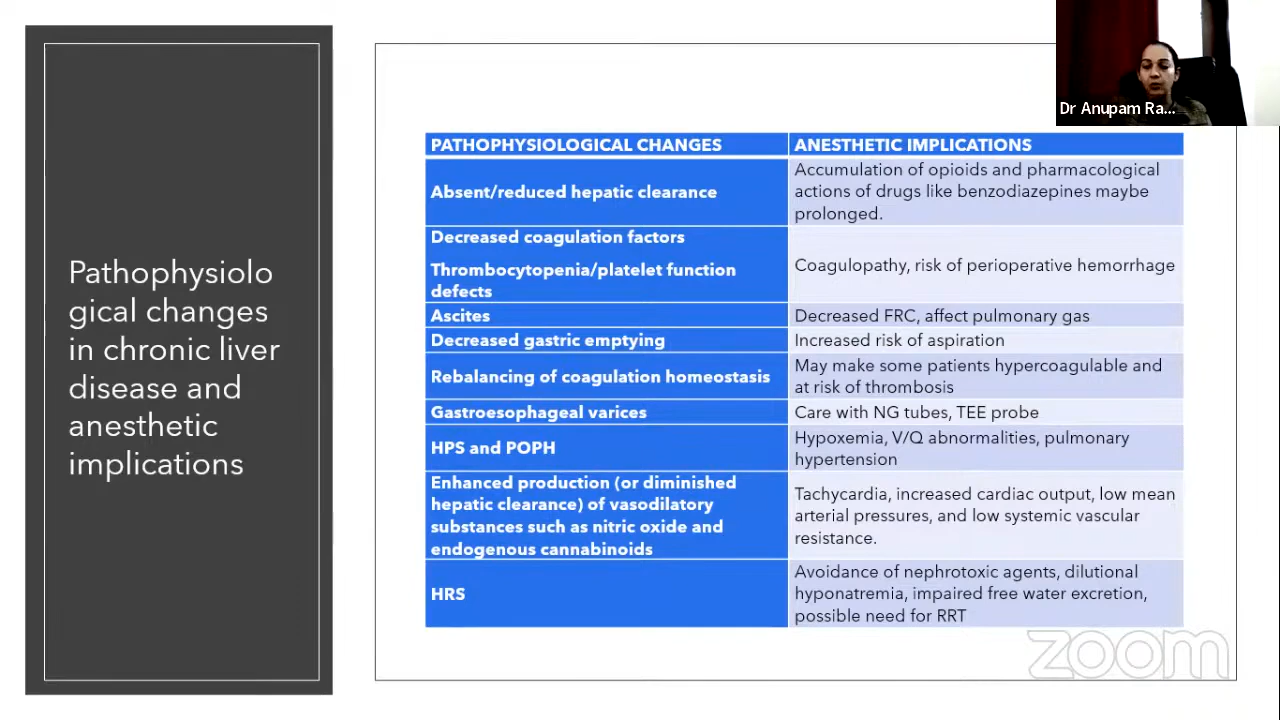 Pathophysiolo
gical changes
in chronic liver
disease and
anesthetic
implications
Dr Anupam Ra...
PATHOPHYSIOLOGICAL CHANGES
ANESTHETIC IMPLICATIONS
Absent/reduced hepatic clearance
Accumulation of opioids and pharmacological
actions of drugs like benzodiazepines maybe
prolonged.
Decreased coagulation factors
Thrombocytopenia/platelet function
defects
Coagulopathy, risk of perioperative hemorrhage
Ascites
Decreased FRC, affect pulmonary gas
Decreased gastric emptying
Increased risk of aspiration
Rebalancing of coagulation homeostasis
May make some patients hypercoagulable and
at risk of thrombosis
Gastroesophageal varices
Care with NG tubes, TEE probe
HPS and POPH
Hypoxemia, V/Q abnormalities, pulmonary
hypertension
Enhanced production (or diminished
hepatic clearance) of vasodilatory
substances such as nitric oxide and
endogenous cannabinoids
Tachycardia, increased cardiac output, low mean
arterial pressures, and low systemic vascular
resistance.
HRS
Avoidance of nephrotoxic agents, dilutional
hyponatremia, impaired free water excretion,
possible need for RRT
zoom